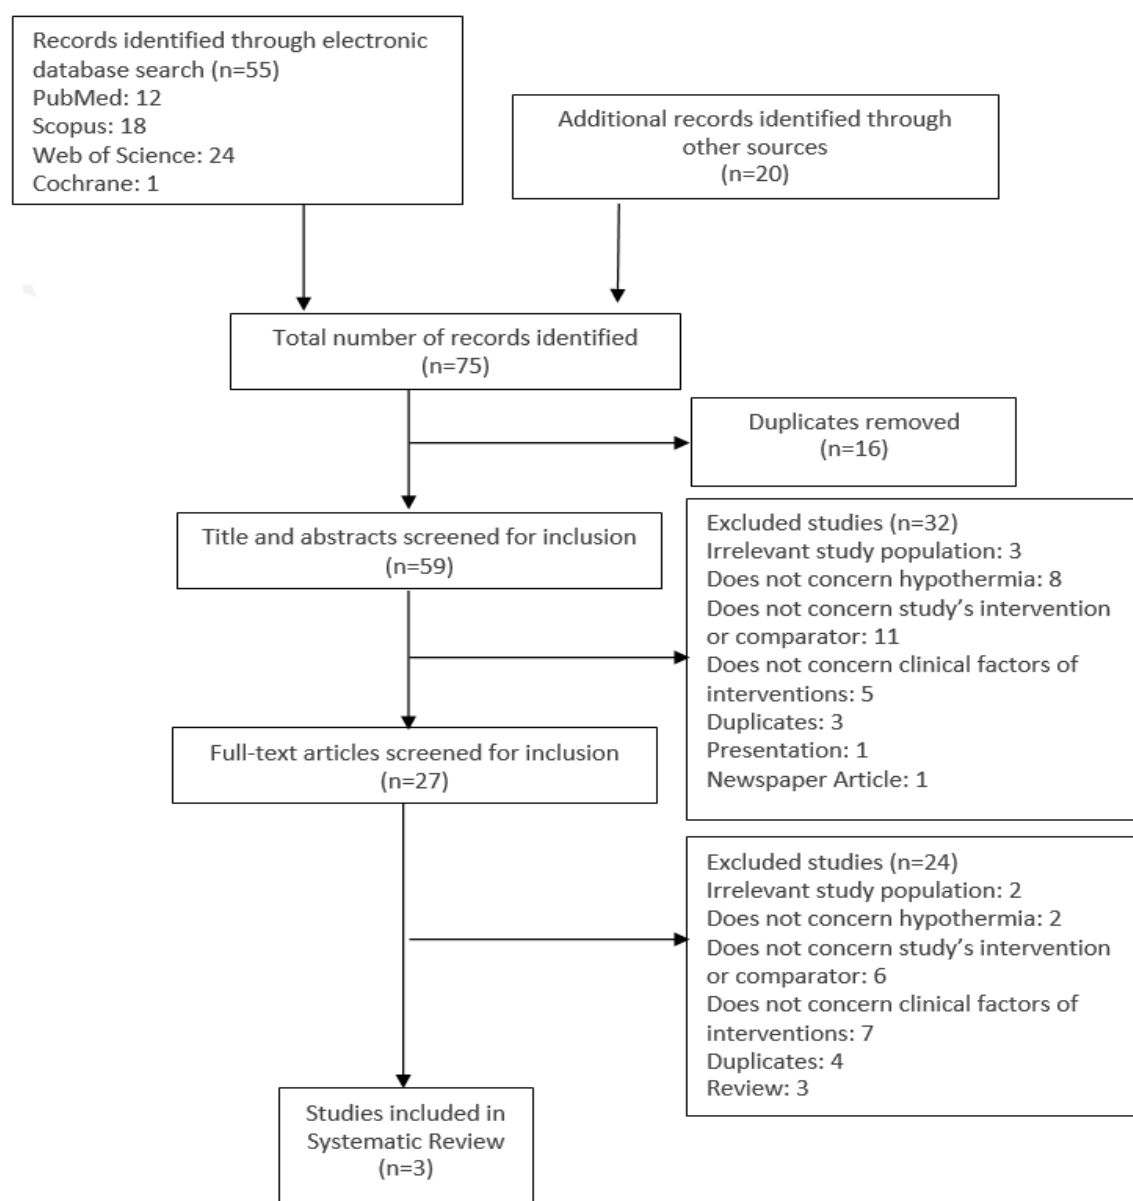 Records identified through electronic
database search (n=55)
PubMed: 12
Scopus: 18
Web of Science: 24
Cochrane: 1
Additional records identified through
other sources
(n=20)
Total number of records identified
(n=75)
Duplicates removed
(n=16)
Title and abstracts screened for inclusion
(n=59)
Excluded studies (n=32)
Irrelevant study population: 3
Does not concern hypothermia: 8
Does not concern study’s intervention
or comparator: 11
Does not concern clinical factors of
interventions: 5
Duplicates: 3
Presentation: 1
Newspaper Article: 1
Full-text articles screened for inclusion
(n=27)
Excluded studies (n=24)
Irrelevant study population: 2
Does not concern hypothermia: 2
Does not concern study’s intervention
or comparator: 6
Does not concern clinical factors of
interventions: 7
Duplicates: 4
Review: 3
Studies included in
Systematic Review
(n=3)